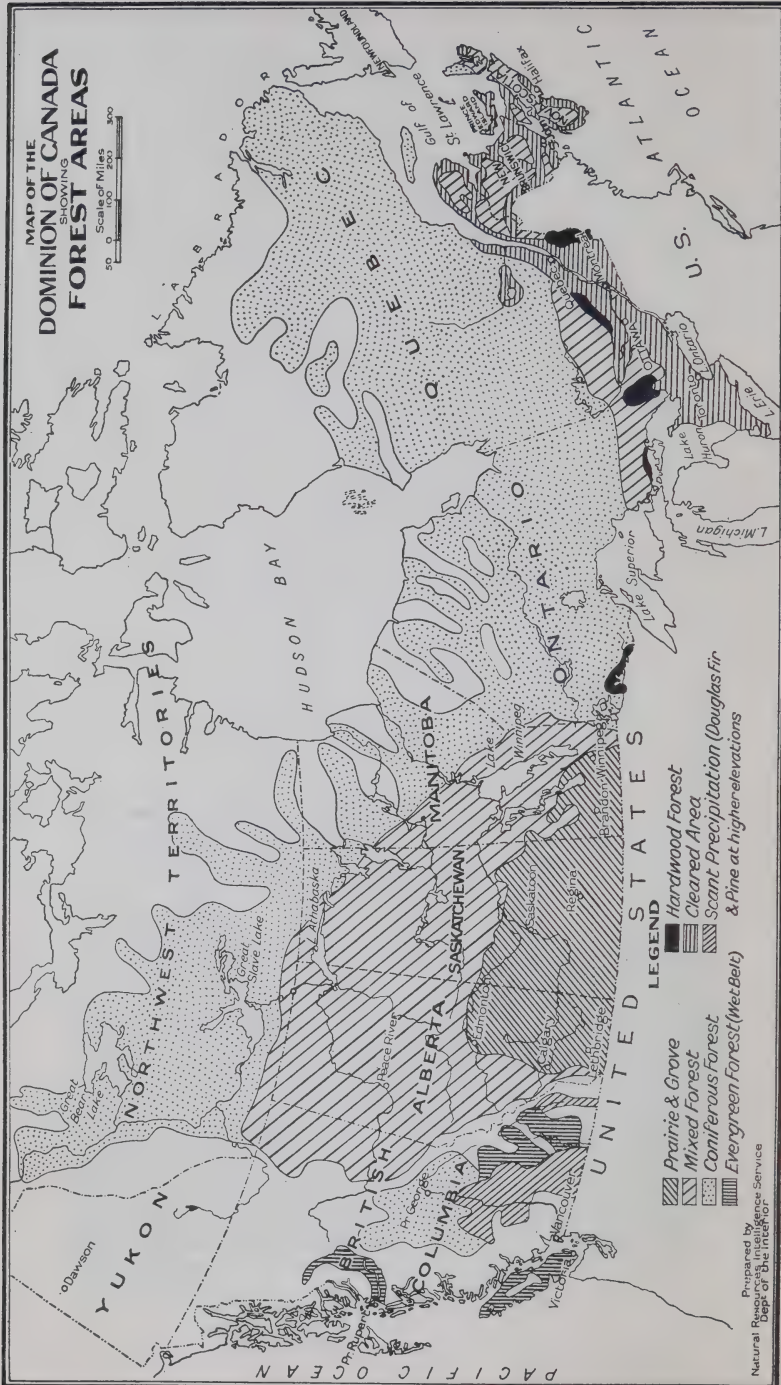 MAP OF THE
DOMINION OF CANADA
SHOWING
FOREST AREAS
Scale of Miles
50 0 100 200 300
NEWFOUNDLAND
LABRADOR
QUEBEC
Gulf of
St. Lawrence
PRINCE
EDWARD
ISLAND
NEW
BRUNSWICK
NOVA SCOTIA
Halifax
ATLANTIC
OCEAN
Quebec
Montreal
OTTAWA
TORONTO
L. Ontario
L. Erie
Lake
Huron
L. Michigan
Lake Superior
U.S.
HUDSON BAY
ONTARIO
MANITOBA
Lake
Winnipeg
Winnipeg
Brandon
NORTHWEST TERRITORIES
Great
Bear
Lake
Great
Slave Lake
L. Athabaska
SASKATCHEWAN
Saskatoon
Regina
ALBERTA
Peace River
Edmonton
Calgary
Lethbridge
YUKON
Dawson
BRITISH
COLUMBIA
Pr. George
Pr. Rupert
Vancouver
Victoria
PACIFIC OCEAN
UNITED STATES
LEGEND
Prairie & Grove
Mixed Forest
Coniferous Forest
Evergreen Forest (Wet Belt)
Hardwood Forest
Cleared Area
Scant Precipitation (Douglas Fir
& Pine at higher elevations
Prepared by
Natural Resources Intelligence Service
Dept of the Interior